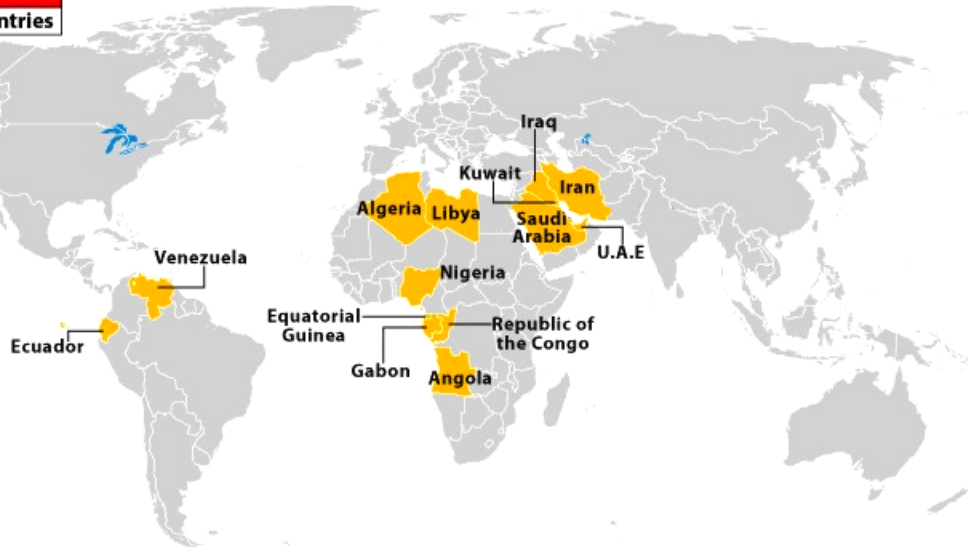 ntries
Iraq
Kuwait
Iran
Algeria
Libya
Saudi
Arabia
U.A.E
Venezuela
Nigeria
Equatorial
Guinea
Republic of
the Congo
Ecuador
Gabon
Angola